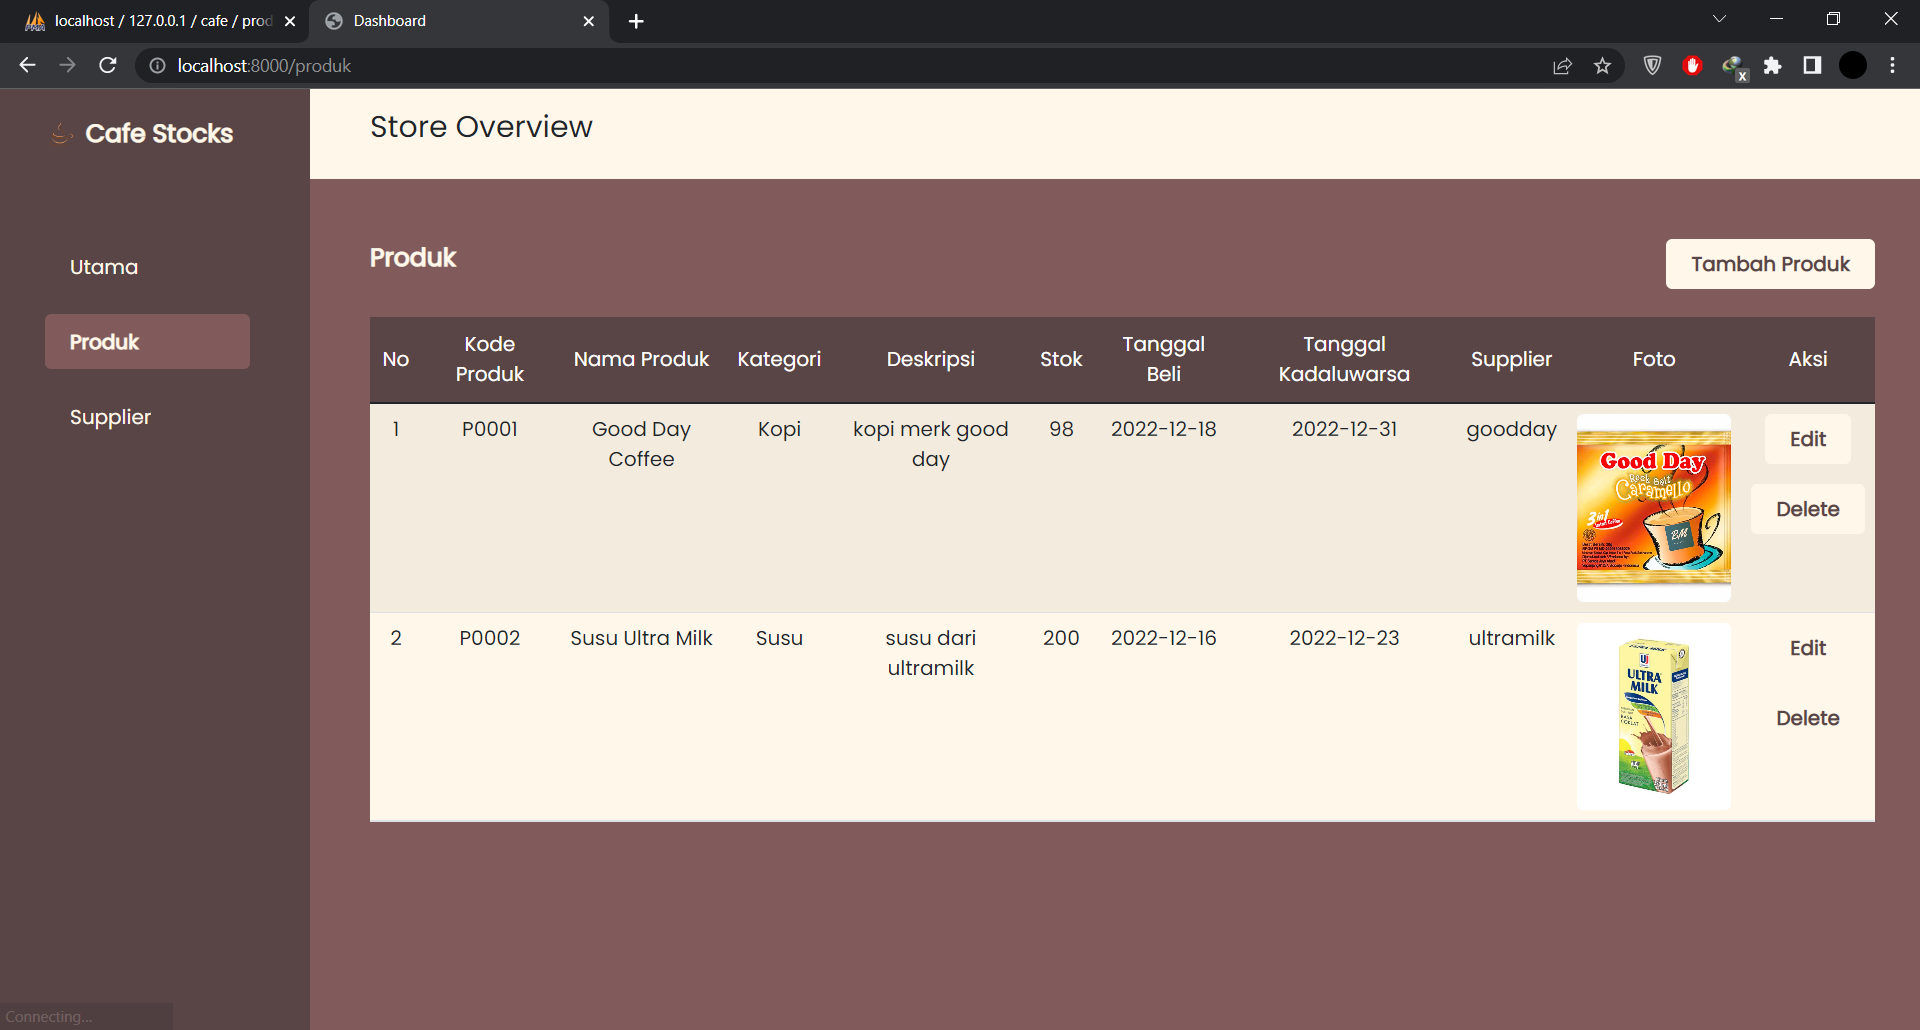 localhost / 127.0.0.1 / cafe / prod
Dashboard
localhost:8000/produk
Cafe Stocks
Store Overview
Utama
Produk
Supplier
Produk
Tambah Produk
No
Kode
Produk
Nama Produk
Kategori
Deskripsi
Stok
Tanggal
Beli
Tanggal
Kadaluwarsa
Supplier
Foto
Aksi
1
P0001
Good Day
Coffee
Kopi
kopi merk good
day
98
2022-12-18
2022-12-31
goodday
Good Day
Caramello
3 in 1
Edit
Delete
2
P0002
Susu Ultra Milk
Susu
susu dari
ultramilk
200
2022-12-16
2022-12-23
ultramilk
ULTRA
MILK
Edit
Delete
Connecting...